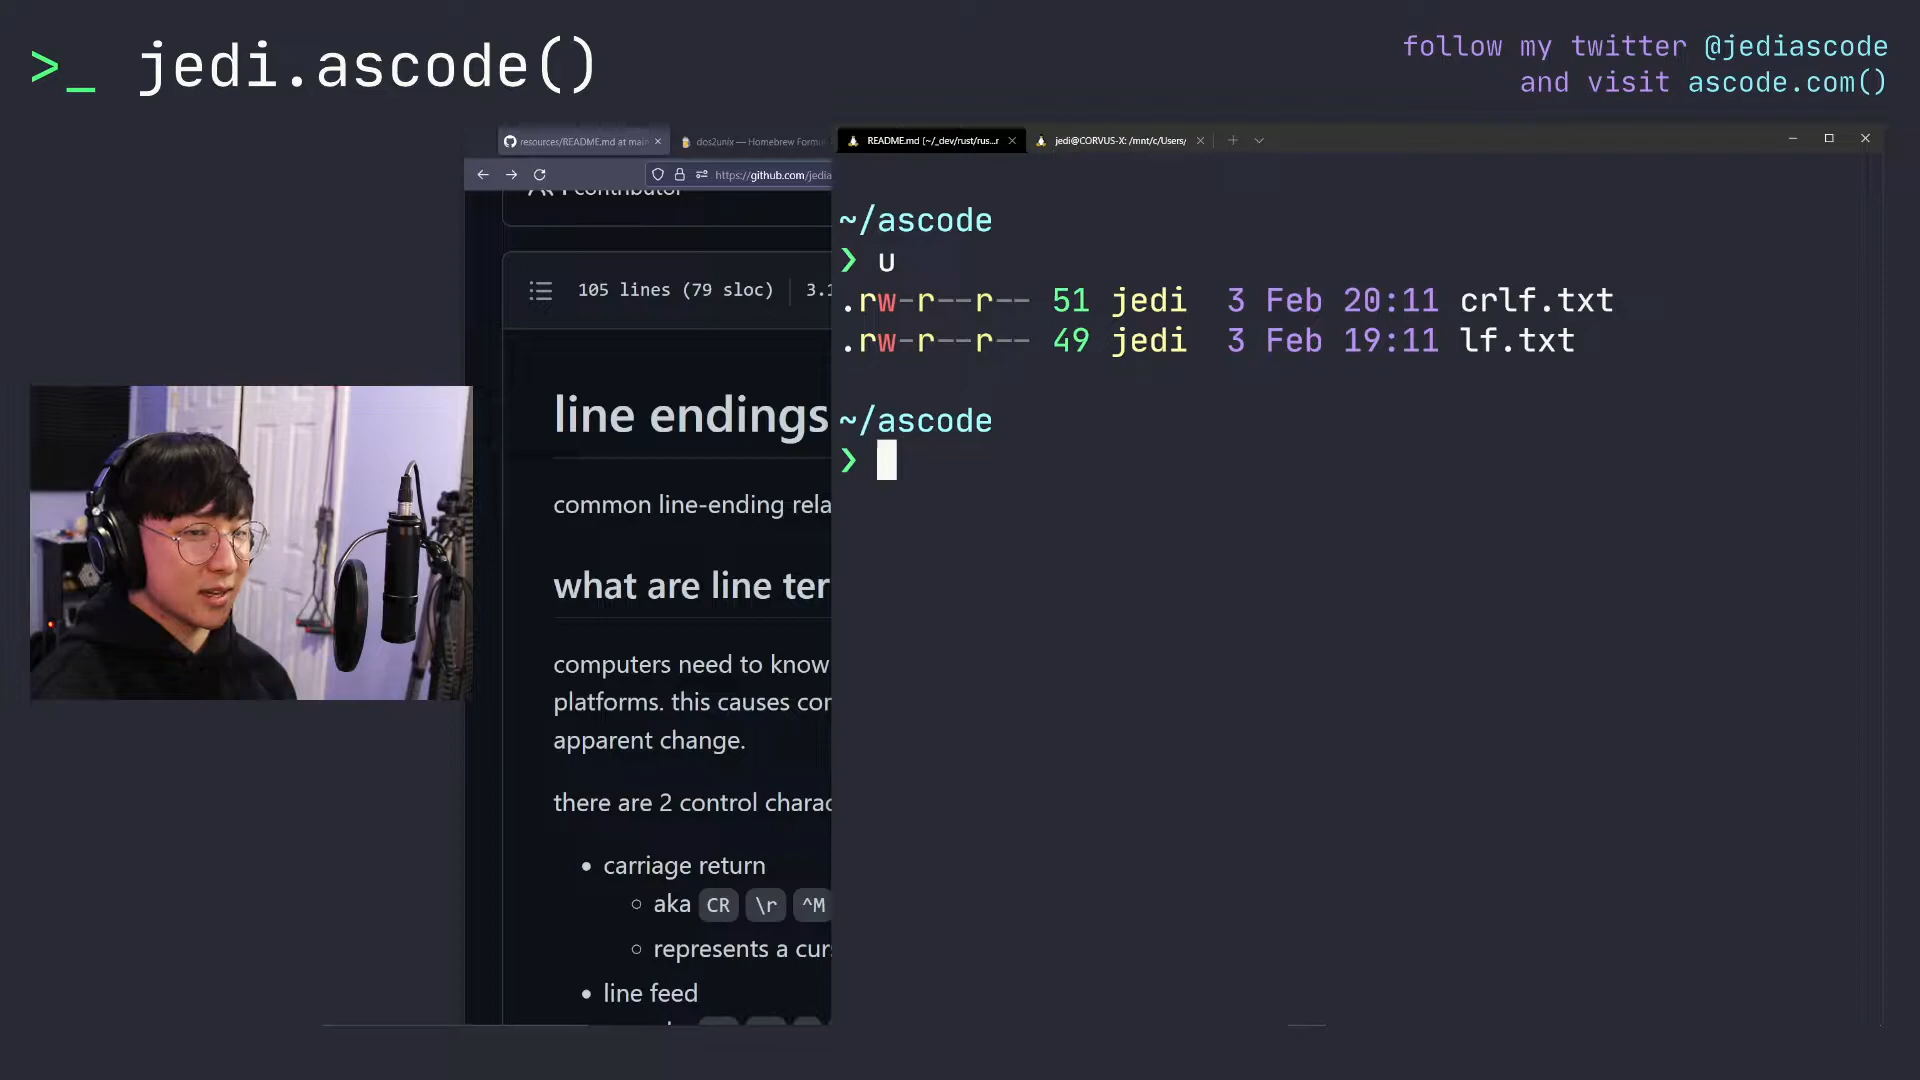 >_ jedi.ascode()
follow my twitter @jediascode
and visit ascode.com()
resources/README.md at main
dos2unix — Homebrew Formu
https://github.com/jedia
contributor
105 lines (79 sloc)
3.1
line endings
common line-ending rela
what are line ter
computers need to know
platforms. this causes cor
apparent change.
there are 2 control charac
• carriage return
○ aka CR \r ^M
○ represents a cur
• line feed
README.md (~/_dev/rust/rus...r
jedi@CORVUS-X: /mnt/c/Users/
~/ascode
❯ u
.rw-r--r-- 51 jedi 3 Feb 20:11 crlf.txt
.rw-r--r-- 49 jedi 3 Feb 19:11 lf.txt
~/ascode
❯